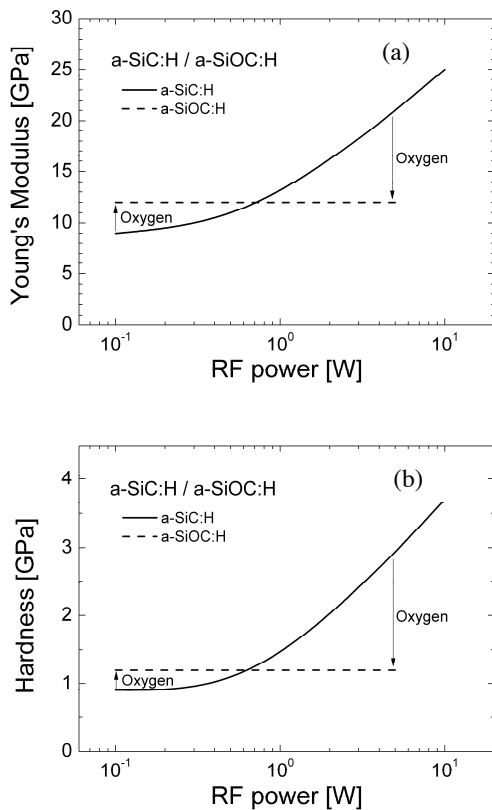 30
(a)
a-SiC:H / a-SiOC:H
25
a-SiC:H
a-SiOC:H
20
Young's Modulus [GPa]
15
Oxygen
10
Oxygen
5
0
10⁻¹ 10⁰ 10¹
RF power [W]
4
(b)
a-SiC:H / a-SiOC:H
a-SiC:H
a-SiOC:H
3
Hardness [GPa]
2
Oxygen
1
Oxygen
0
10⁻¹ 10⁰ 10¹
RF power [W]